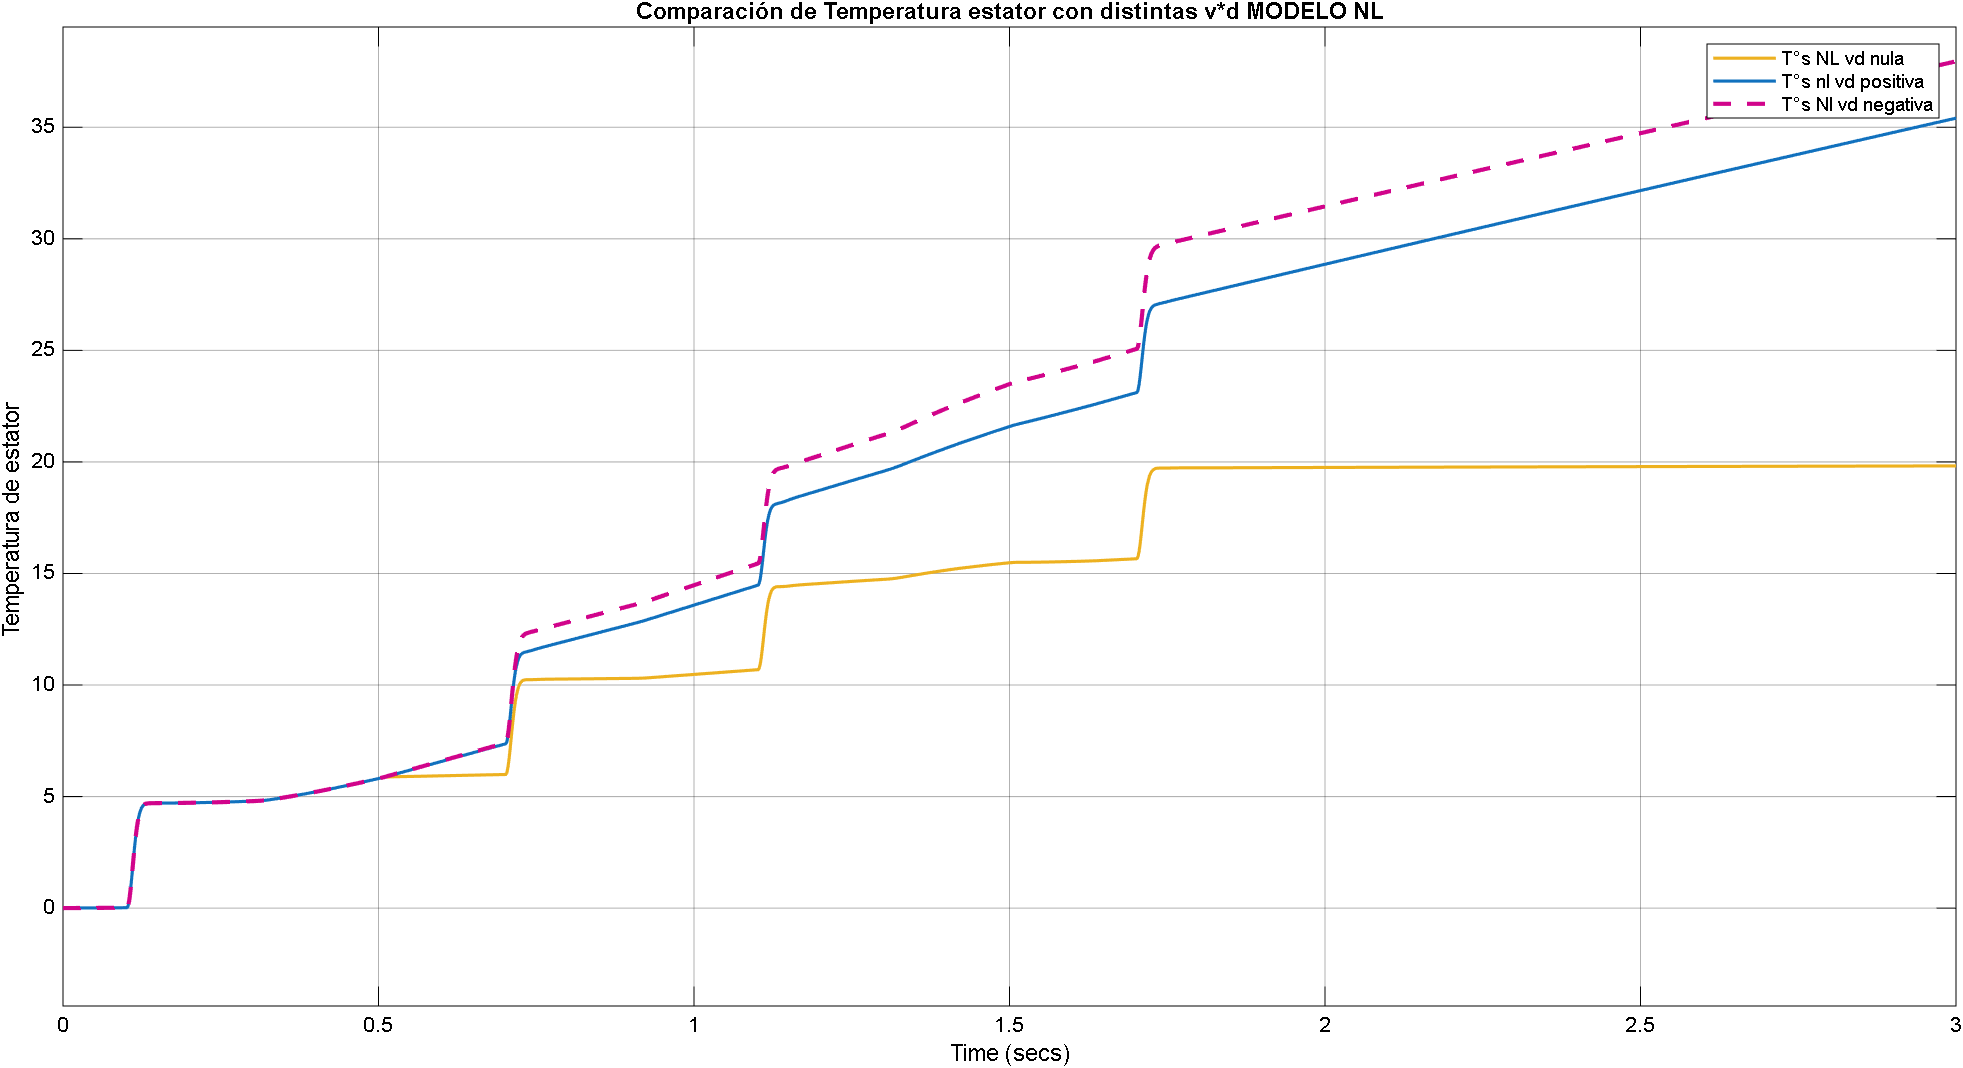 Comparación de Temperatura estator con distintas v*d MODELO NL
T°s NL vd nula
T°s nl vd positiva
T°s Nl vd negativa
35
30
25
20
15
10
5
0
Temperatura de estator
0 0.5 1 1.5 2 2.5 3
Time (secs)